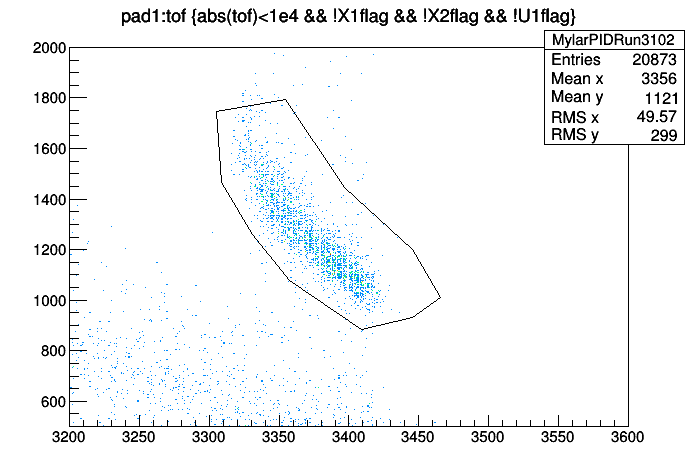 pad1:tof {abs(tof)<1e4 && !X1flag && !X2flag && !U1flag}
MylarPIDRun3102
Entries 20873
Mean x 3356
Mean y 1121
RMS x 49.57
RMS y 299
2000
1800
1600
1400
1200
1000
800
600
3200 3250 3300 3350 3400 3450 3500 3550 3600